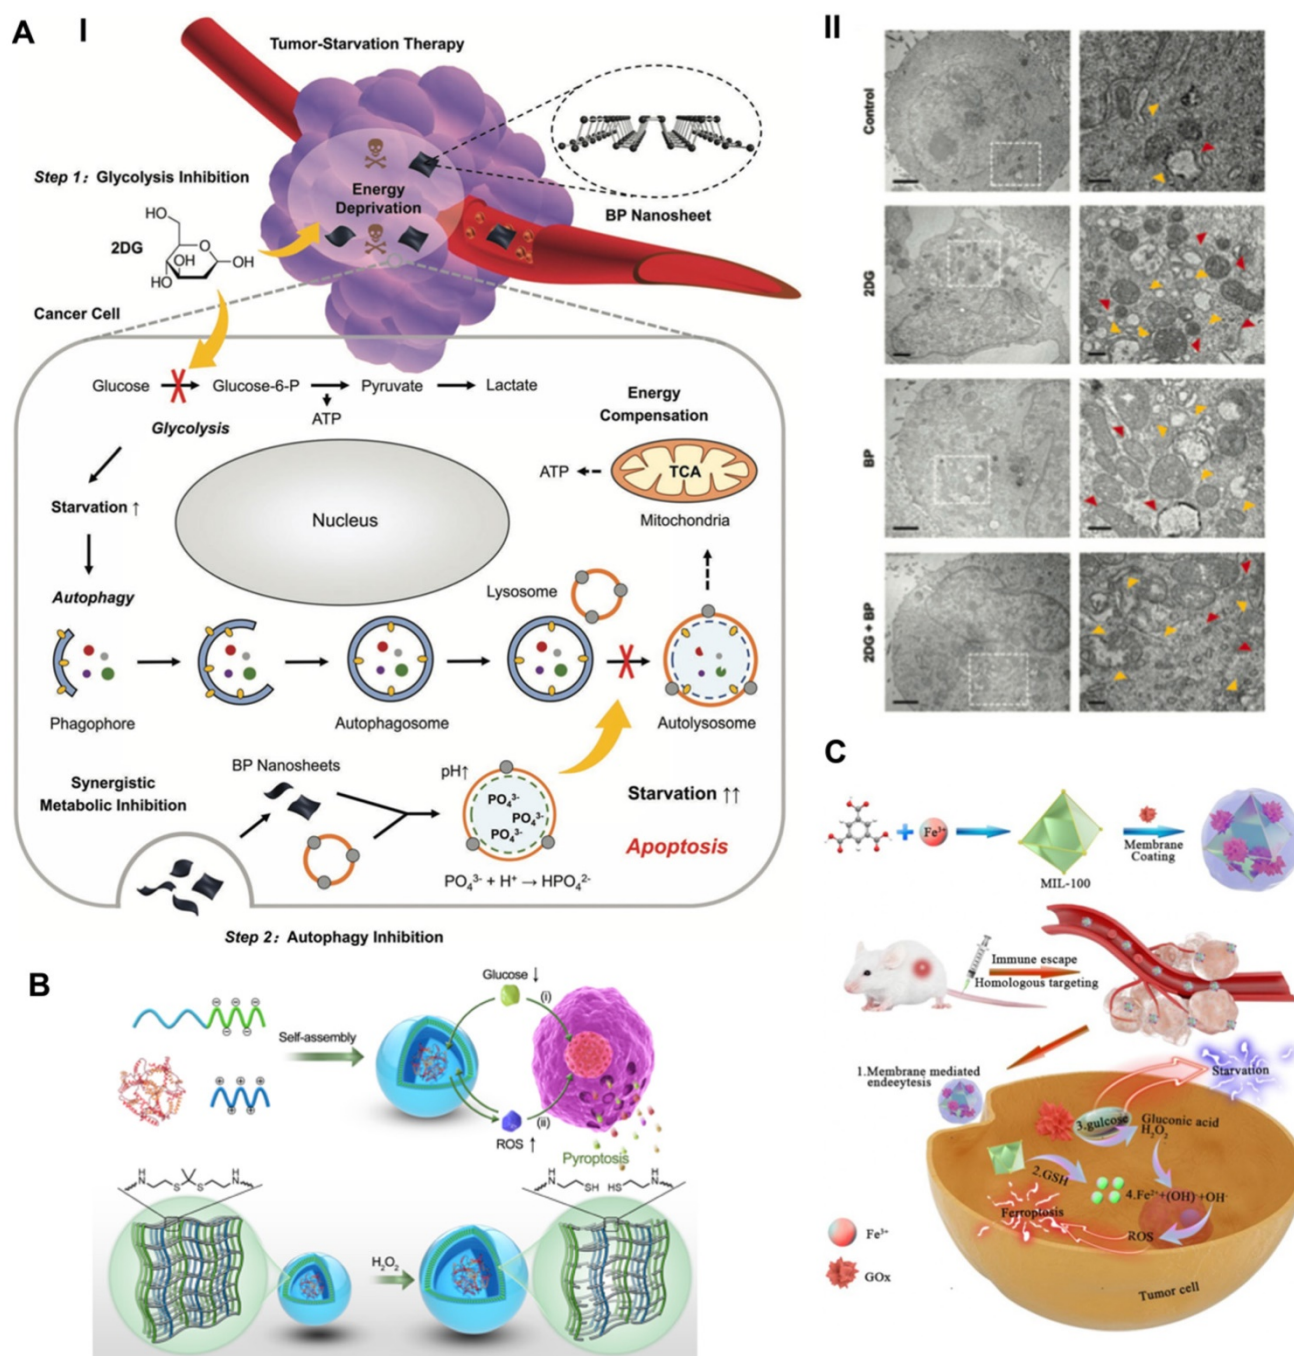 A
I
Tumor-Starvation Therapy
Step 1: Glycolysis Inhibition
Energy
Deprivation
BP Nanosheet
2DG
HO
HO
HO
OH
O
OH
Cancer Cell
Glucose
Glucose-6-P
Pyruvate
Lactate
ATP
Glycolysis
Energy
Compensation
ATP
TCA
Mitochondria
Starvation ↑
Nucleus
Autophagy
Lysosome
Phagophore
Autophagosome
Autolysosome
Synergistic
Metabolic Inhibition
BP Nanosheets
pH↑
PO₄³⁻
PO₄³⁻
PO₄³⁻
Starvation ↑↑
Apoptosis
PO₄³⁻ + H⁺ → HPO₄²⁻
Step 2: Autophagy Inhibition
II
Control
2DG
BP
2DG + BP
B
Glucose ↓
(i)
Self-assembly
(ii)
ROS ↑
Pyroptosis
H
N
S
S
H
N
H
N
SH
HS
H
N
H₂O₂
C
Fe³⁺
MIL-100
Membrane
Coating
Immune escape
Homologous targeting
1.Membrane mediated
endeeytesis
Starvation
3.gulcose
Gluconic acid
H₂O₂
2.GSH
4.Fe²⁺+(OH)·+OH⁻
Ferroptosis
ROS
Fe³⁺
GOx
Tumor cell